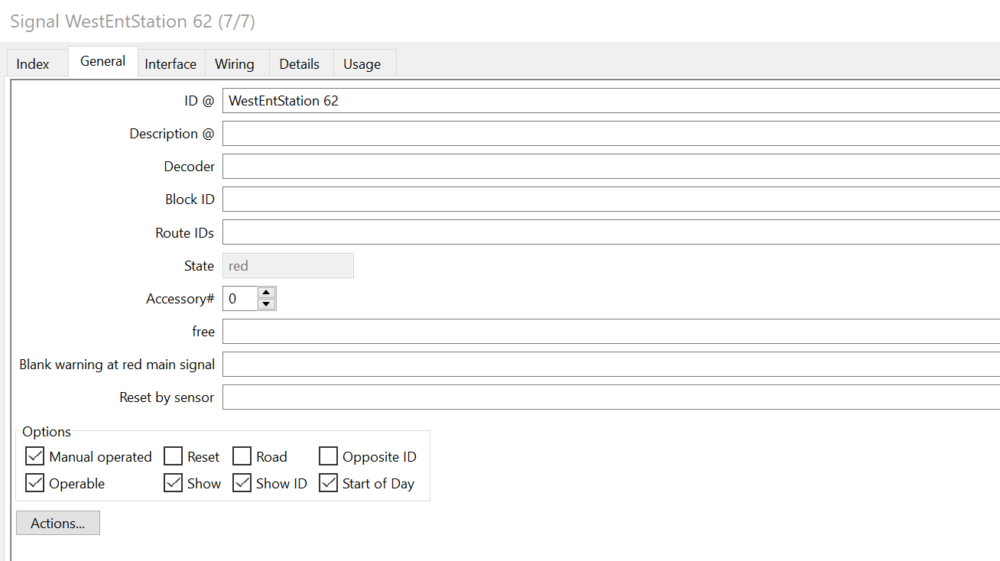 Signal WestEntStation 62 (7/7)
Index General Interface Wiring Details Usage
ID @ WestEntStation 62
Description @
Decoder
Block ID
Route IDs
State red
Accessory# 0
free
Blank warning at red main signal
Reset by sensor
Options
Manual operated Reset Road Opposite ID
Operable Show Show ID Start of Day
Actions...